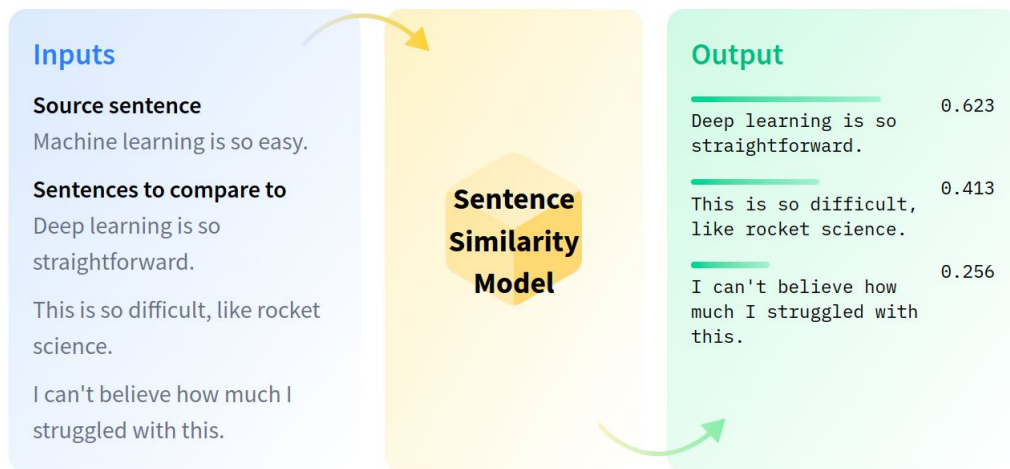 Inputs
Source sentence
Machine learning is so easy.
Sentences to compare to
Deep learning is so
straightforward.
This is so difficult, like rocket
science.
I can't believe how much I
struggled with this.
Sentence
Similarity
Model
Output
0.623
Deep learning is so
straightforward.
0.413
This is so difficult,
like rocket science.
0.256
I can't believe how
much I struggled with
this.